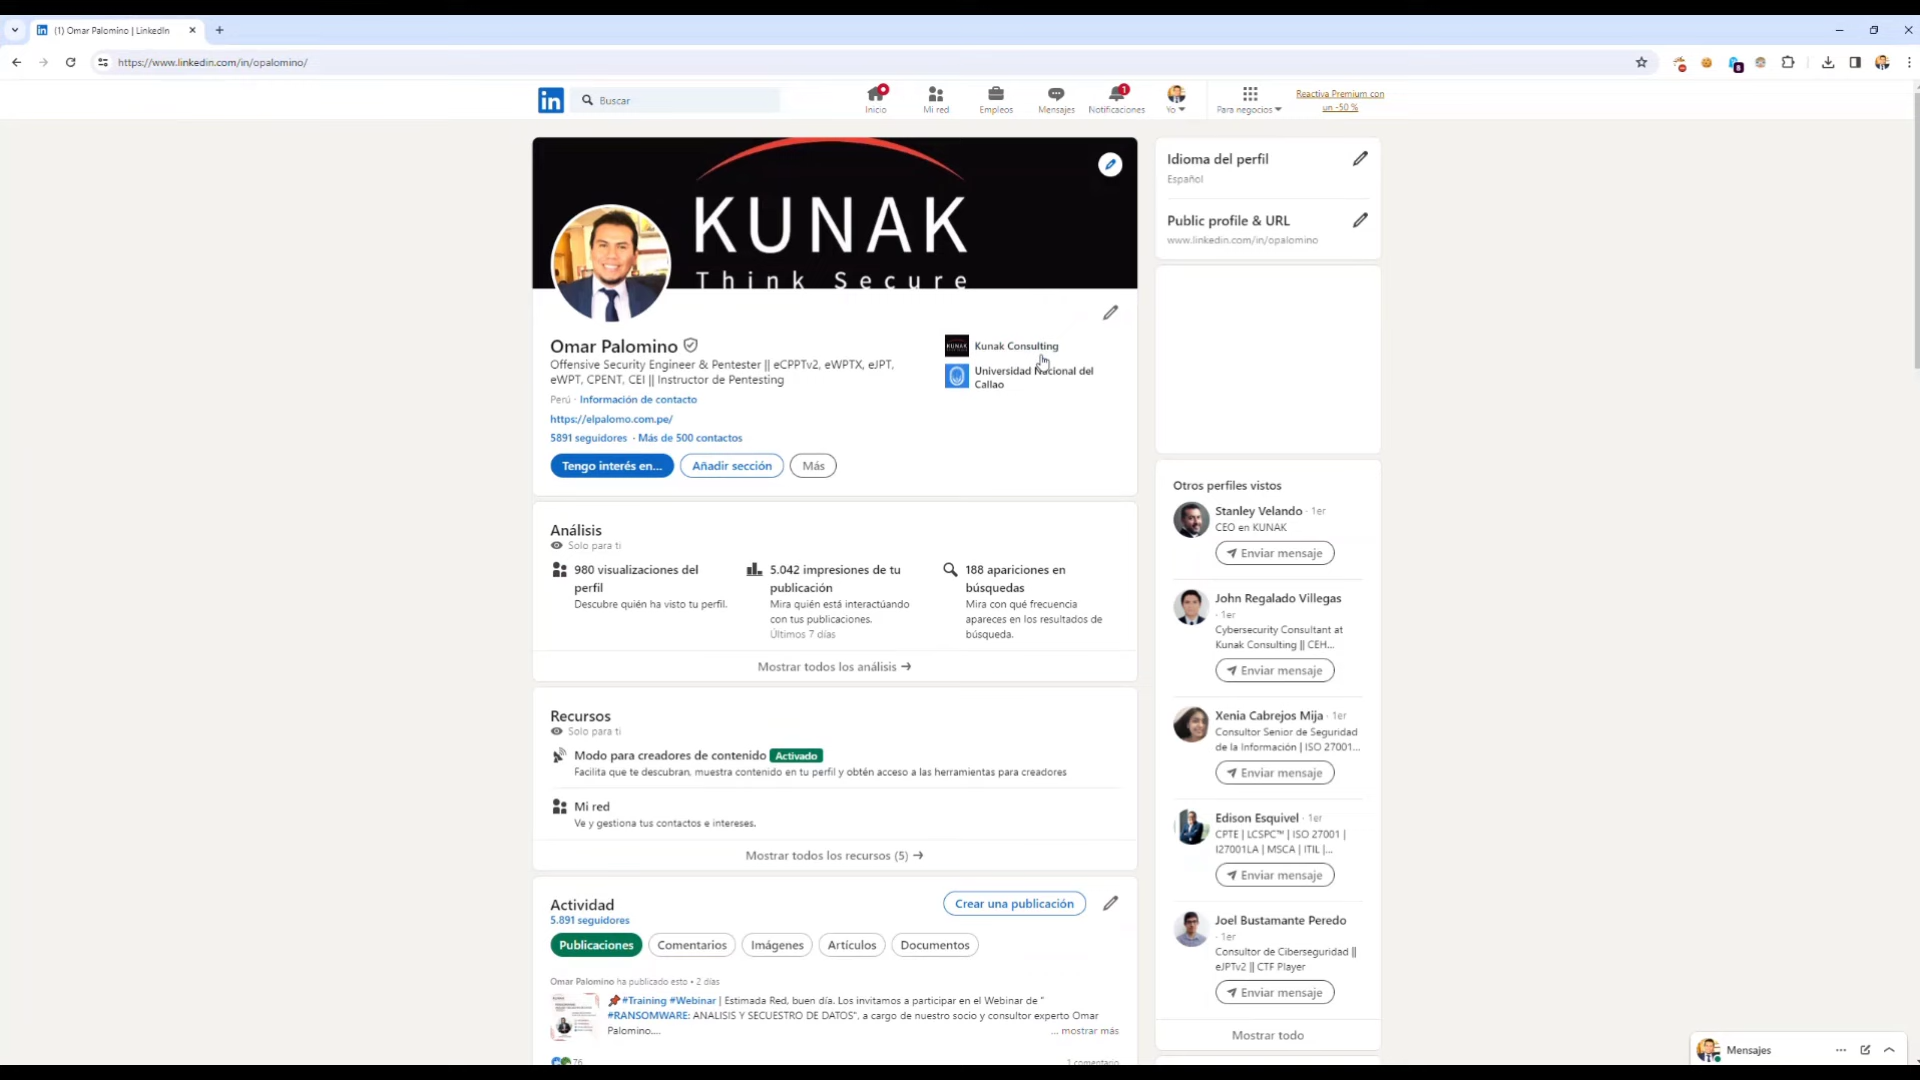 (1) Omar Palomino | LinkedIn
https://www.linkedin.com/in/opalomino/
in
Buscar
Inicio
Mi red
Empleos
Mensajes
1
Notificaciones
Yo
Para negocios
Reactiva Premium con
un -50 %
KUNAK
Think Secure
Omar Palomino
Offensive Security Engineer & Pentester || eCPPTv2, eWPTX, eJPT,
eWPT, CPENT, CEI || Instructor de Pentesting
Perú · Información de contacto
https://elpalomo.com.pe/
5891 seguidores · Más de 500 contactos
Tengo interés en...
Añadir sección
Más
KUNAK
Kunak Consulting
Universidad Nacional del
Callao
Análisis
Solo para ti
980 visualizaciones del
perfil
Descubre quién ha visto tu perfil.
5.042 impresiones de tu
publicación
Mira quién está interactúando
con tus publicaciones.
Últimos 7 días
188 apariciones en
búsquedas
Mira con qué frecuencia
apareces en los resultados de
búsqueda.
Mostrar todos los análisis →
Recursos
Solo para ti
Modo para creadores de contenido Activado
Facilita que te descubran, muestra contenido en tu perfil y obtén acceso a las herramientas para creadores
Mi red
Ve y gestiona tus contactos e intereses.
Mostrar todos los recursos (5) →
Actividad
5.891 seguidores
Crear una publicación
Publicaciones
Comentarios
Imágenes
Artículos
Documentos
Omar Palomino ha publicado esto • 2 días
#Training #Webinar | Estimada Red, buen día. Los invitamos a participar en el Webinar de "
#RANSOMWARE: ANALISIS Y SECUESTRO DE DATOS", a cargo de nuestro socio y consultor experto Omar
Palomino....
... mostrar más
76
1 comentario
Idioma del perfil
Español
Public profile & URL
www.linkedin.com/in/opalomino
Otros perfiles vistos
Stanley Velando · 1er
CEO en KUNAK
Enviar mensaje
John Regalado Villegas
· 1er
Cybersecurity Consultant at
Kunak Consulting || CEH...
Enviar mensaje
Xenia Cabrejos Mija · 1er
Consultor Senior de Seguridad
de la Información | ISO 27001...
Enviar mensaje
Edison Esquivel · 1er
CPTE | LCSPC™ | ISO 27001 |
I27001LA | MSCA | ITIL |...
Enviar mensaje
Joel Bustamante Peredo
· 1er
Consultor de Ciberseguridad ||
eJPTv2 || CTF Player
Enviar mensaje
Mostrar todo
Mensajes